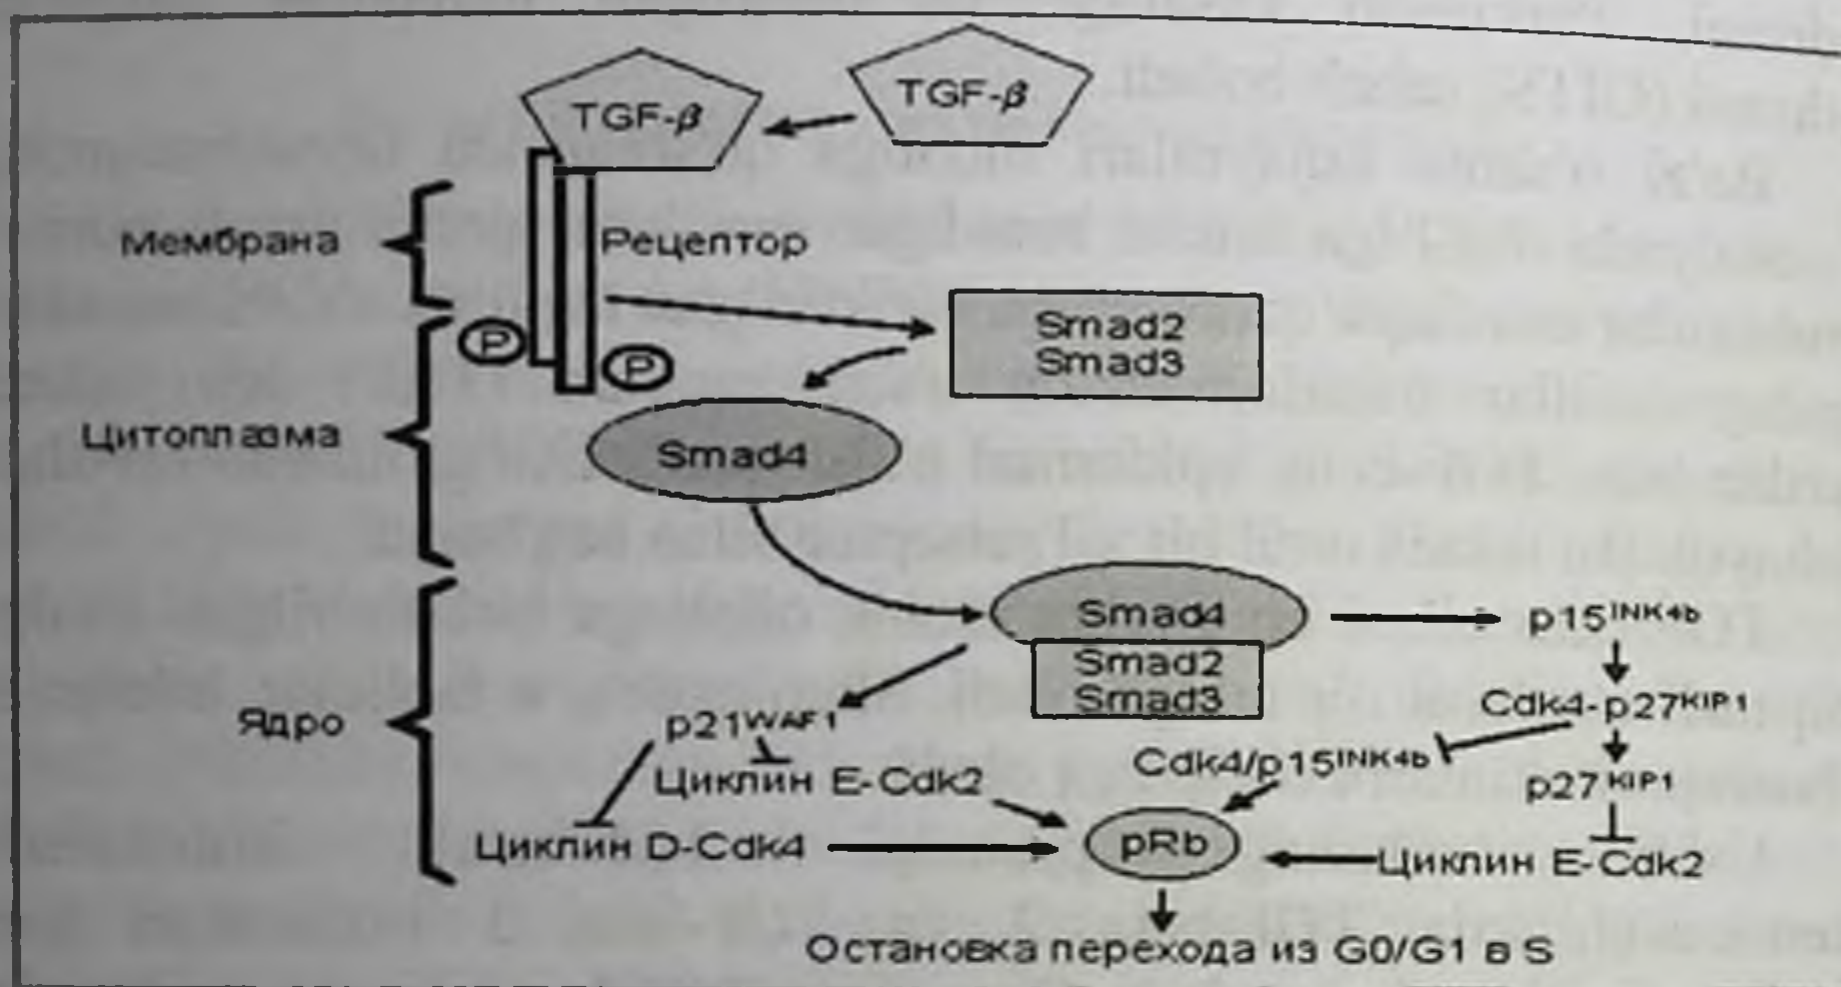 TGF-β
TGF-β
Мембрана
Рецептор
P
P
Smad2
Smad3
Цитоплазма
Smad4
Smad4
p15INK4b
Smad2
Smad3
Cdk4-p27KIP1
Ядро
p21WAF1
Cdk4/p15INK4b
Циклин E-Cdk2
p27KIP1
Циклин D-Cdk4
pRb
Циклин E-Cdk2
Остановка перехода из G0/G1 в S